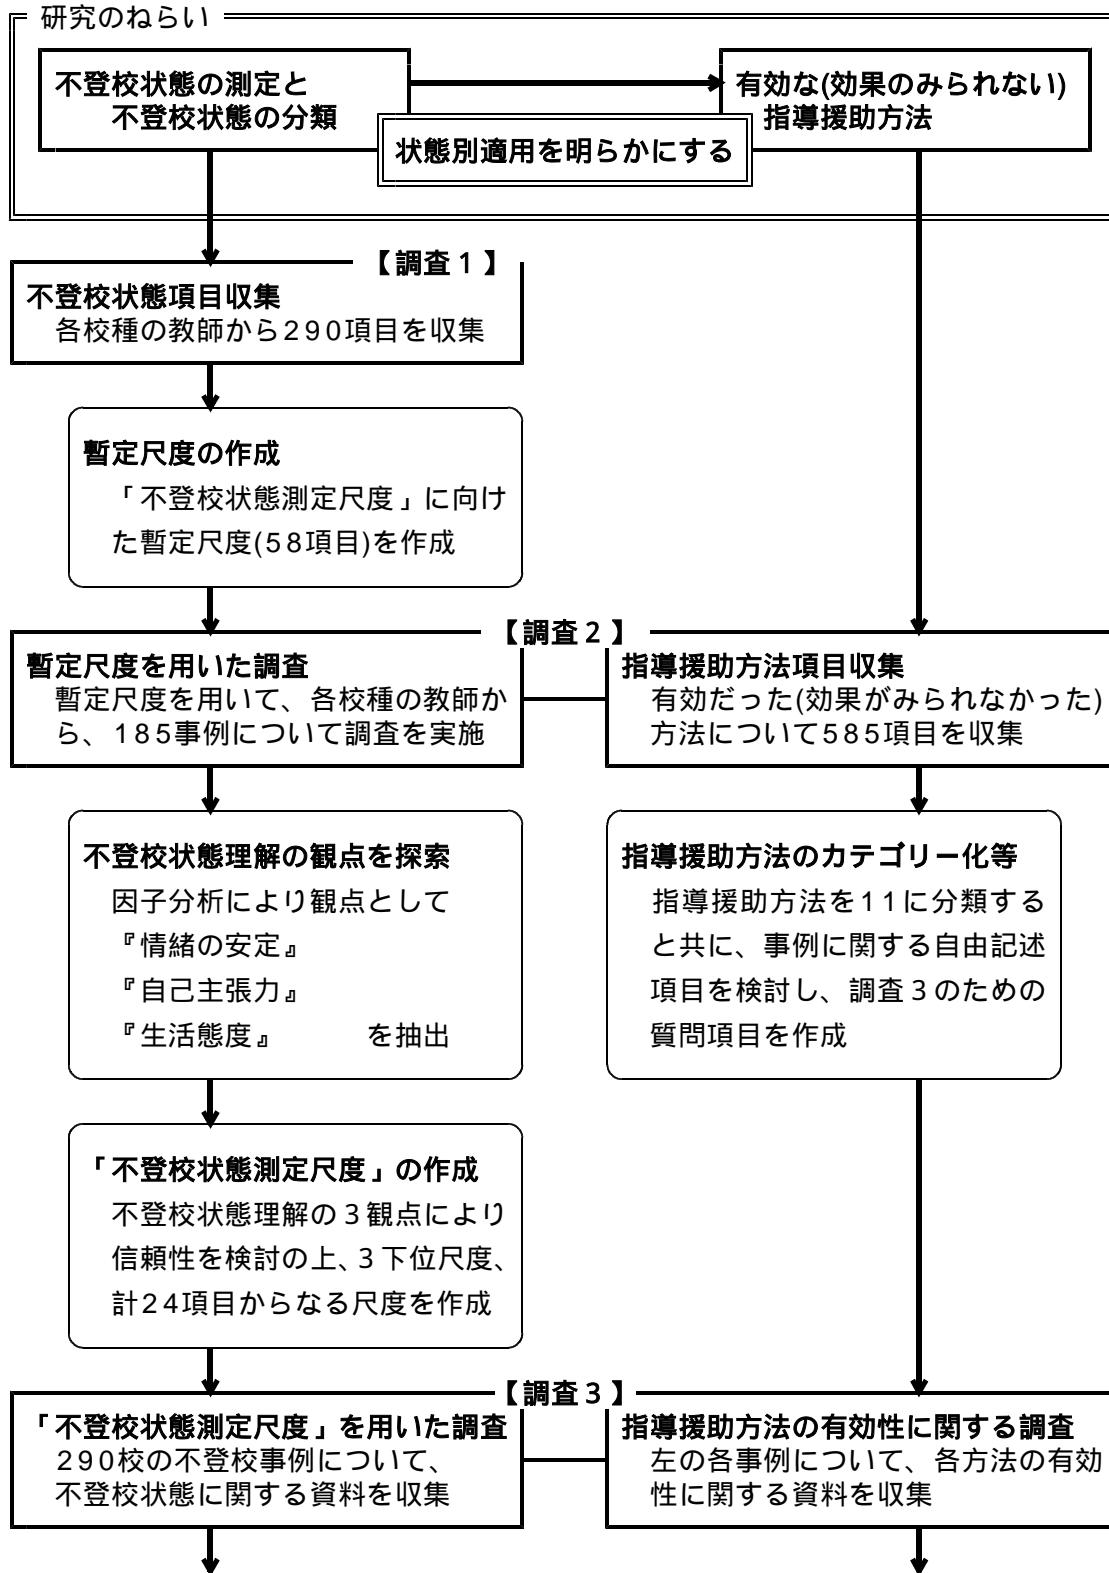 研究のねらい
不登校状態の測定と
不登校状態の分類
有効な(効果のみられない)
指導援助方法
状態別適用を明らかにする
【調査1】
不登校状態項目収集
各校種の教師から290項目を収集
暫定尺度の作成
「不登校状態測定尺度」に向け
た暫定尺度(58項目)を作成
【調査2】
暫定尺度を用いた調査
暫定尺度を用いて、各校種の教師か
ら、185事例について調査を実施
指導援助方法項目収集
有効だった(効果がみられなかった)
方法について585項目を収集
不登校状態理解の観点を探索
因子分析により観点として
『情緒の安定』
『自己主張力』
『生活態度』 を抽出
指導援助方法のカテゴリー化等
指導援助方法を11に分類する
と共に、事例に関する自由記述
項目を検討し、調査3のための
質問項目を作成
「不登校状態測定尺度」の作成
不登校状態理解の3観点により
信頼性を検討の上、3下位尺度、
計24項目からなる尺度を作成
【調査3】
「不登校状態測定尺度」を用いた調査
290校の不登校事例について、
不登校状態に関する資料を収集
指導援助方法の有効性に関する調査
左の各事例について、各方法の有効
性に関する資料を収集